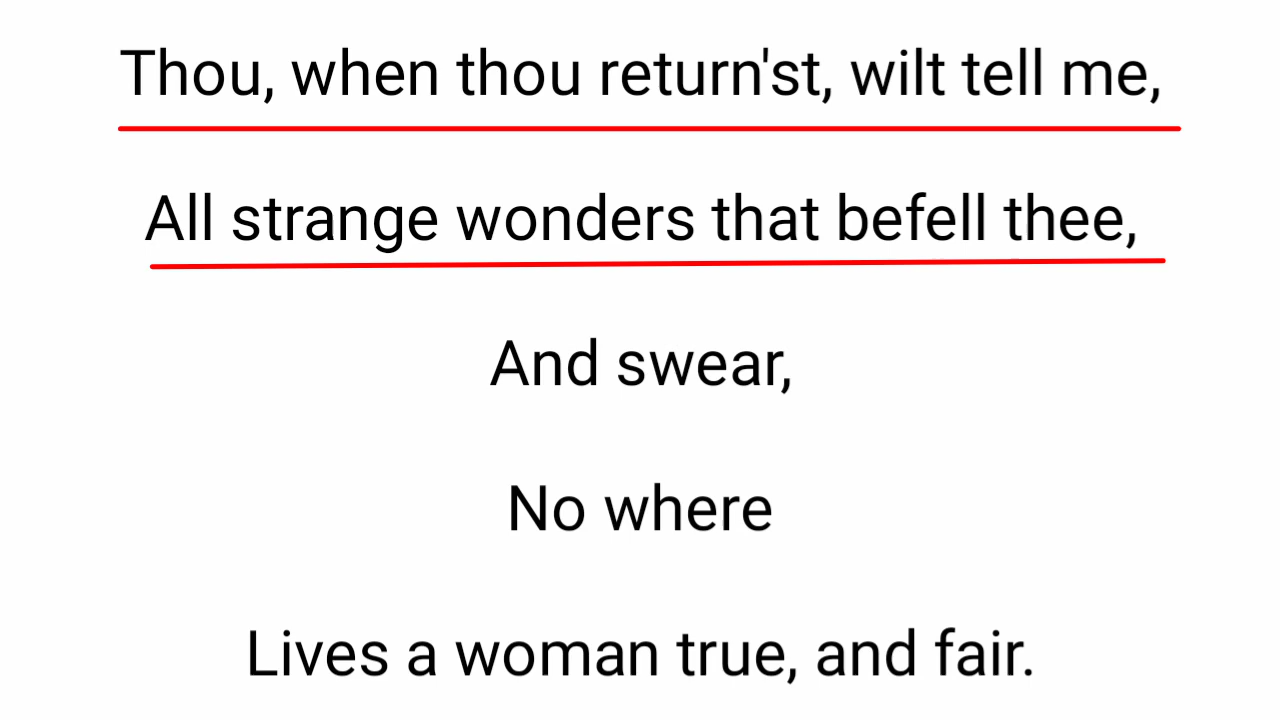 Thou, when thou return'st, wilt tell me,
All strange wonders that befell thee,
And swear,
No where
Lives a woman true, and fair.